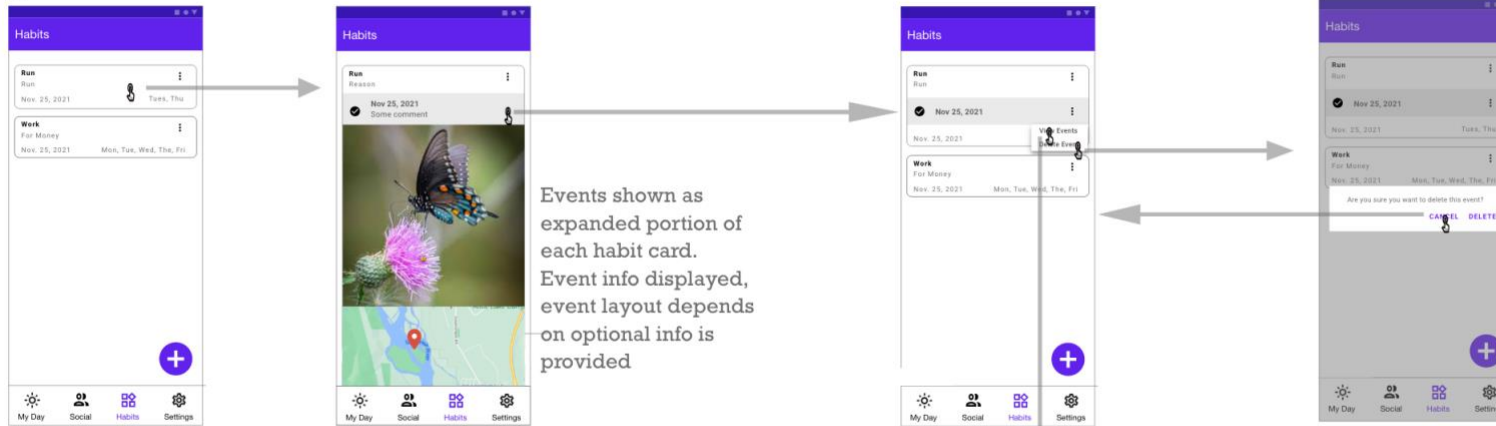 Habits
Run
Run
Nov. 25, 2021 Tues, Thu
Work
For Money
Nov. 25, 2021 Mon, Tue, Wed, The, Fri
My Day Social Habits Settings
Habits
Run
Reason
Nov 25, 2021
Some comment
My Day Social Habits Settings
Events shown as
expanded portion of
each habit card.
Event info displayed,
event layout depends
on optional info is
provided
Habits
Run
Run
Nov 25, 2021
Nov. 25, 2021
Events
Delete
Work
For Money
Nov. 25, 2021 Mon, Tue, Wed, The, Fri
My Day Social Habits Settings
Habits
Run
Run
Nov 25, 2021
Nov. 25, 2021 Tues, Thu
Work
For Money
Nov. 25, 2021 Mon, Tue, Wed, The, Fri
Are you sure you want to delete this event?
CANCEL DELETE
My Day Social Habits